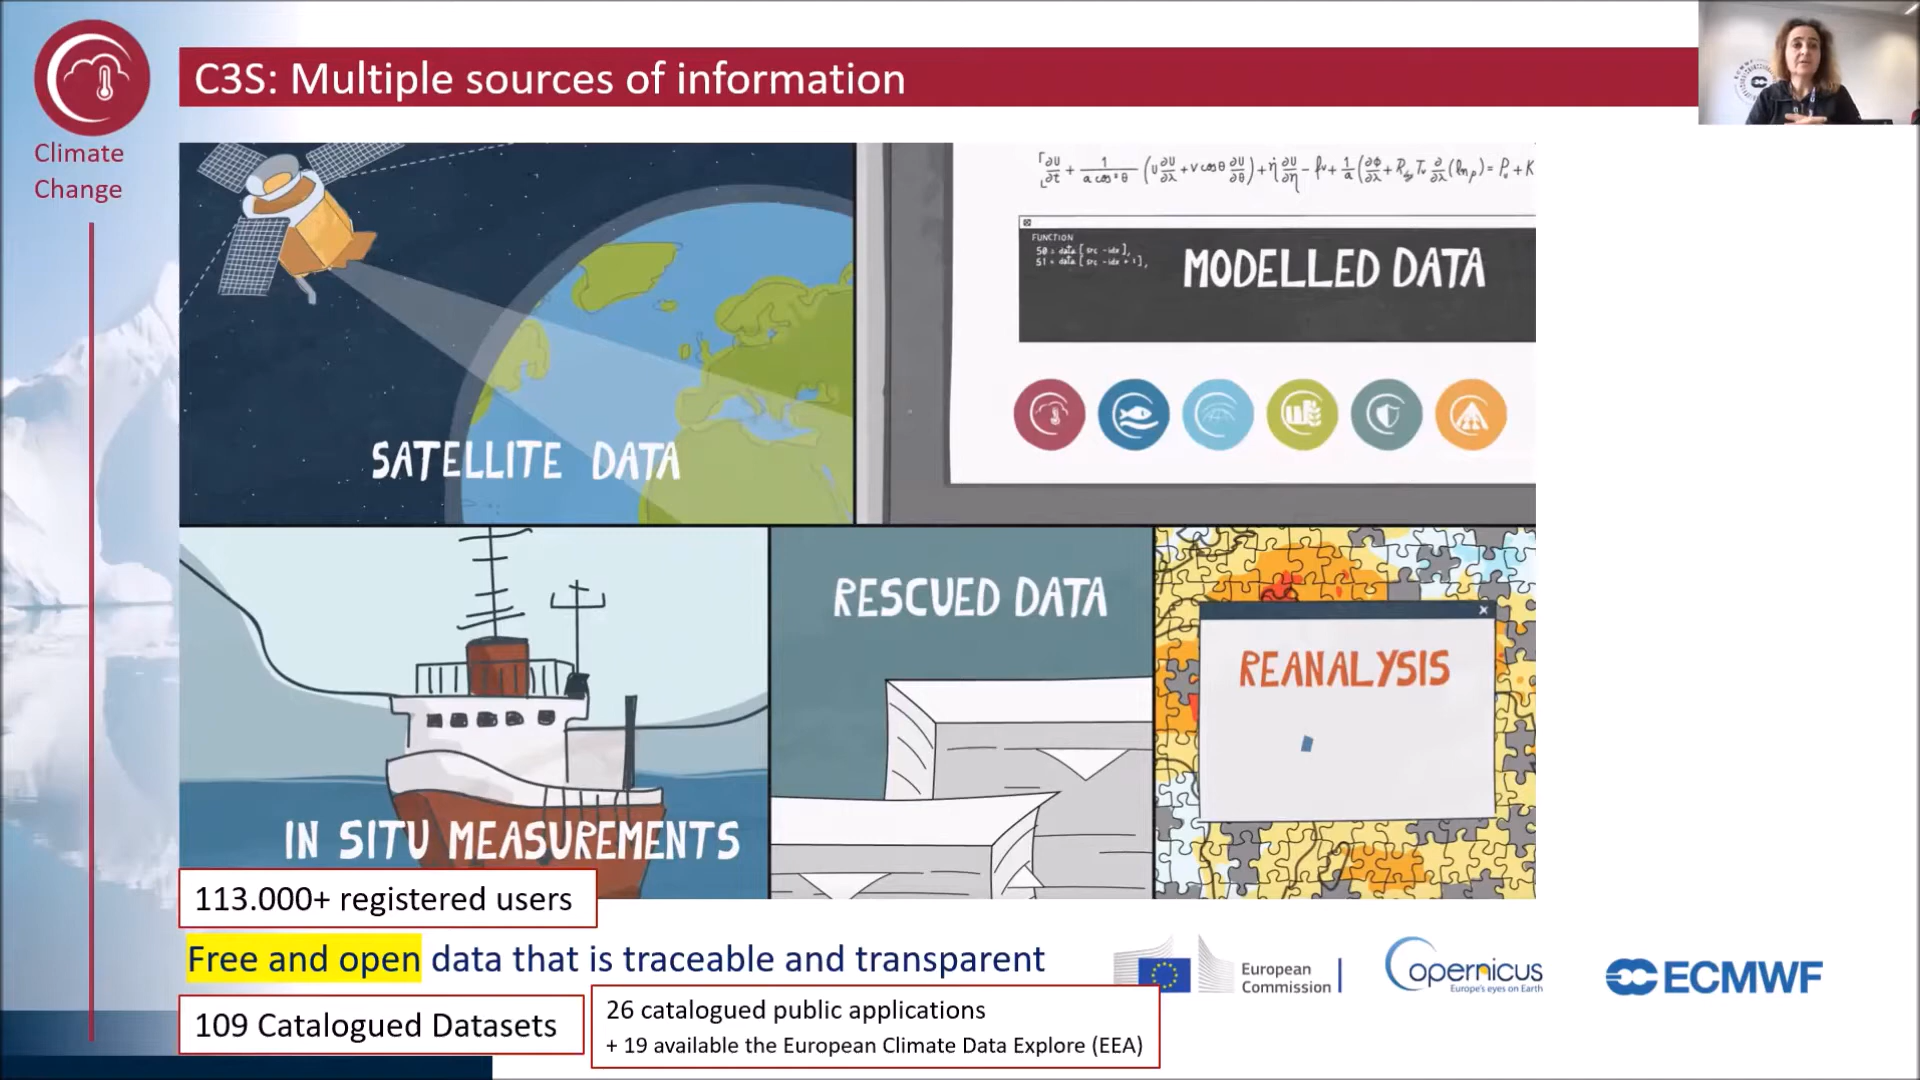 C3S: Multiple sources of information
Climate
Change
FUNCTION
SATELLITE DATA
MODELLED DATA
IN SITU MEASUREMENTS
RESCUED DATA
REANALYSIS
113.000+ registered users
Free and open data that is traceable and transparent
109 Catalogued Datasets
26 catalogued public applications
+ 19 available the European Climate Data Explore (EEA)
European
Commission
Copernicus
Europe's eyes on Earth
ECMWF